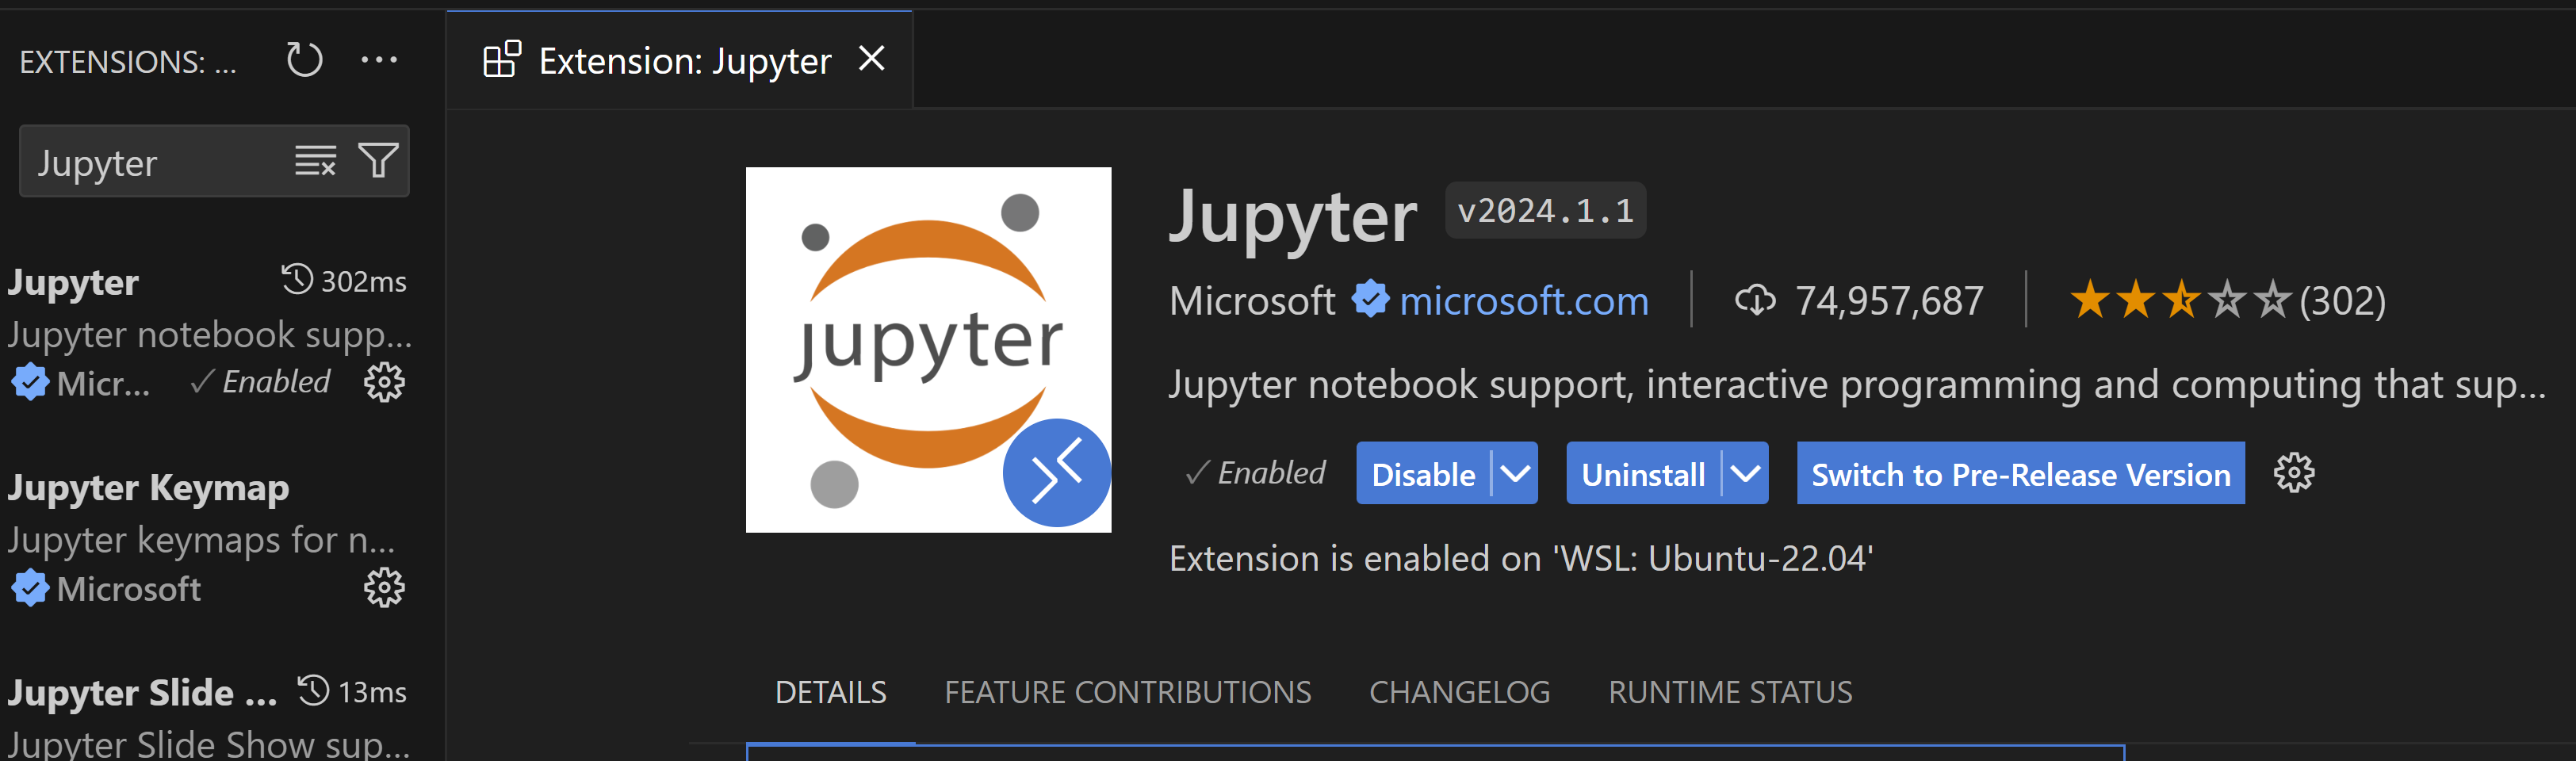 EXTENSIONS: ...
Jupyter
Jupyter 302ms
Jupyter notebook supp...
Micr... Enabled
Jupyter Keymap
Jupyter keymaps for n...
Microsoft
Jupyter Slide ... 13ms
Jupyter Slide Show sup...
Extension: Jupyter
jupyter
Jupyter v2024.1.1
Microsoft microsoft.com 74,957,687 (302)
Jupyter notebook support, interactive programming and computing that sup...
Enabled Disable Uninstall Switch to Pre-Release Version
Extension is enabled on 'WSL: Ubuntu-22.04'
DETAILS FEATURE CONTRIBUTIONS CHANGELOG RUNTIME STATUS